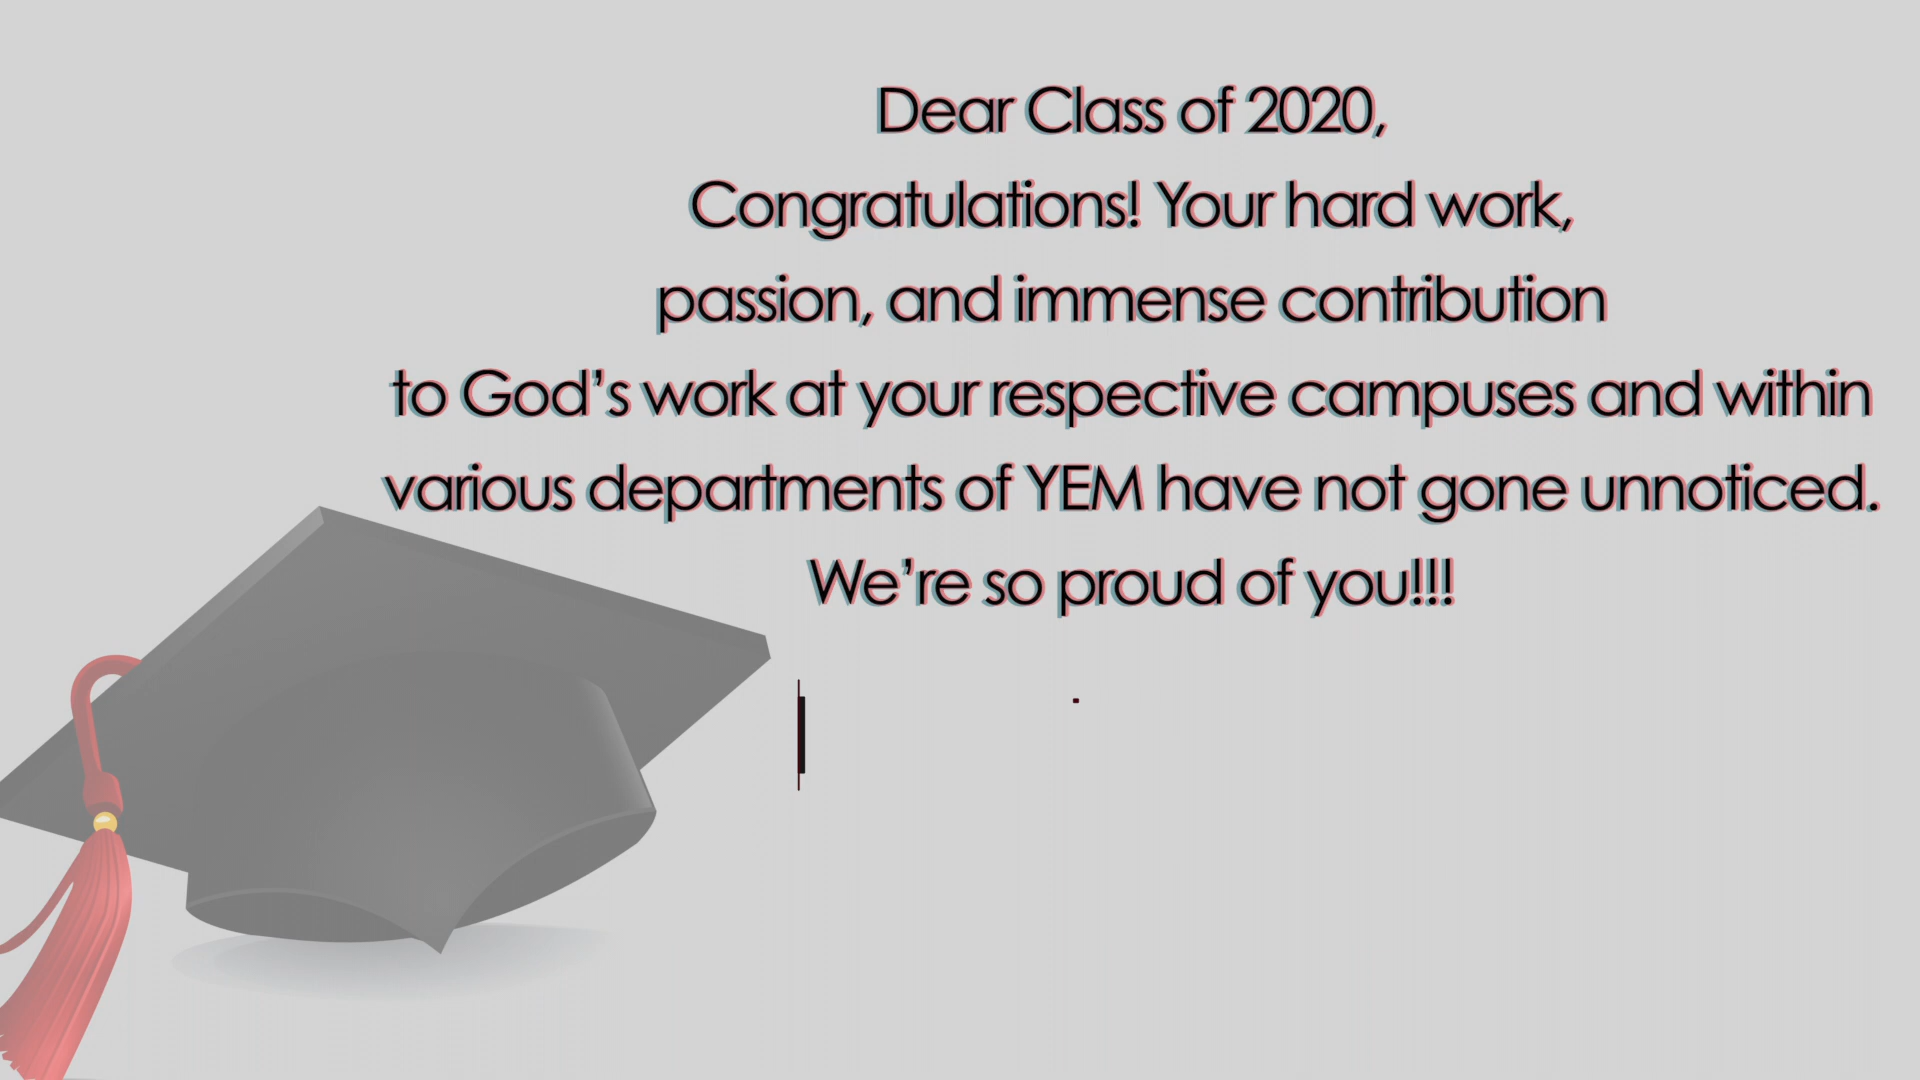 Dear Class of 2020,
Congratulations! Your hard work,
passion, and immense contribution
to God’s work at your respective campuses and within
various departments of YEM have not gone unnoticed.
We’re so proud of you!!!